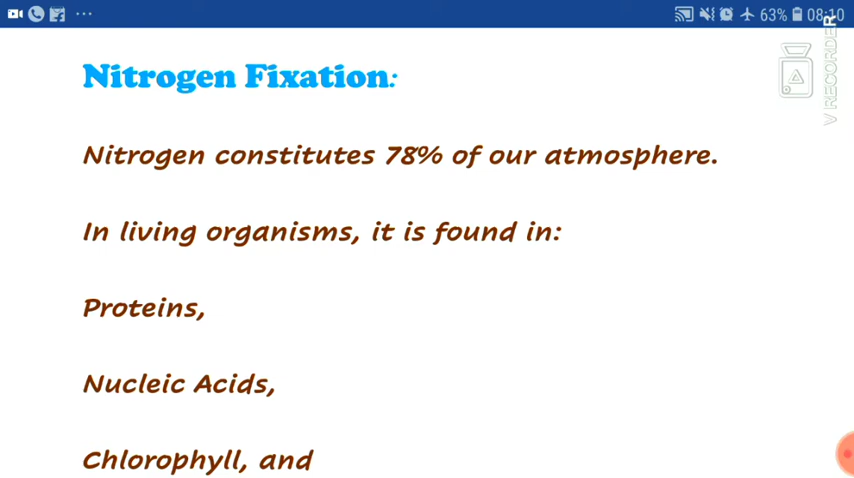 63% 08:10
Nitrogen Fixation:
Nitrogen constitutes 78% of our atmosphere.
In living organisms, it is found in:
Proteins,
Nucleic Acids,
Chlorophyll, and
V RECORDER